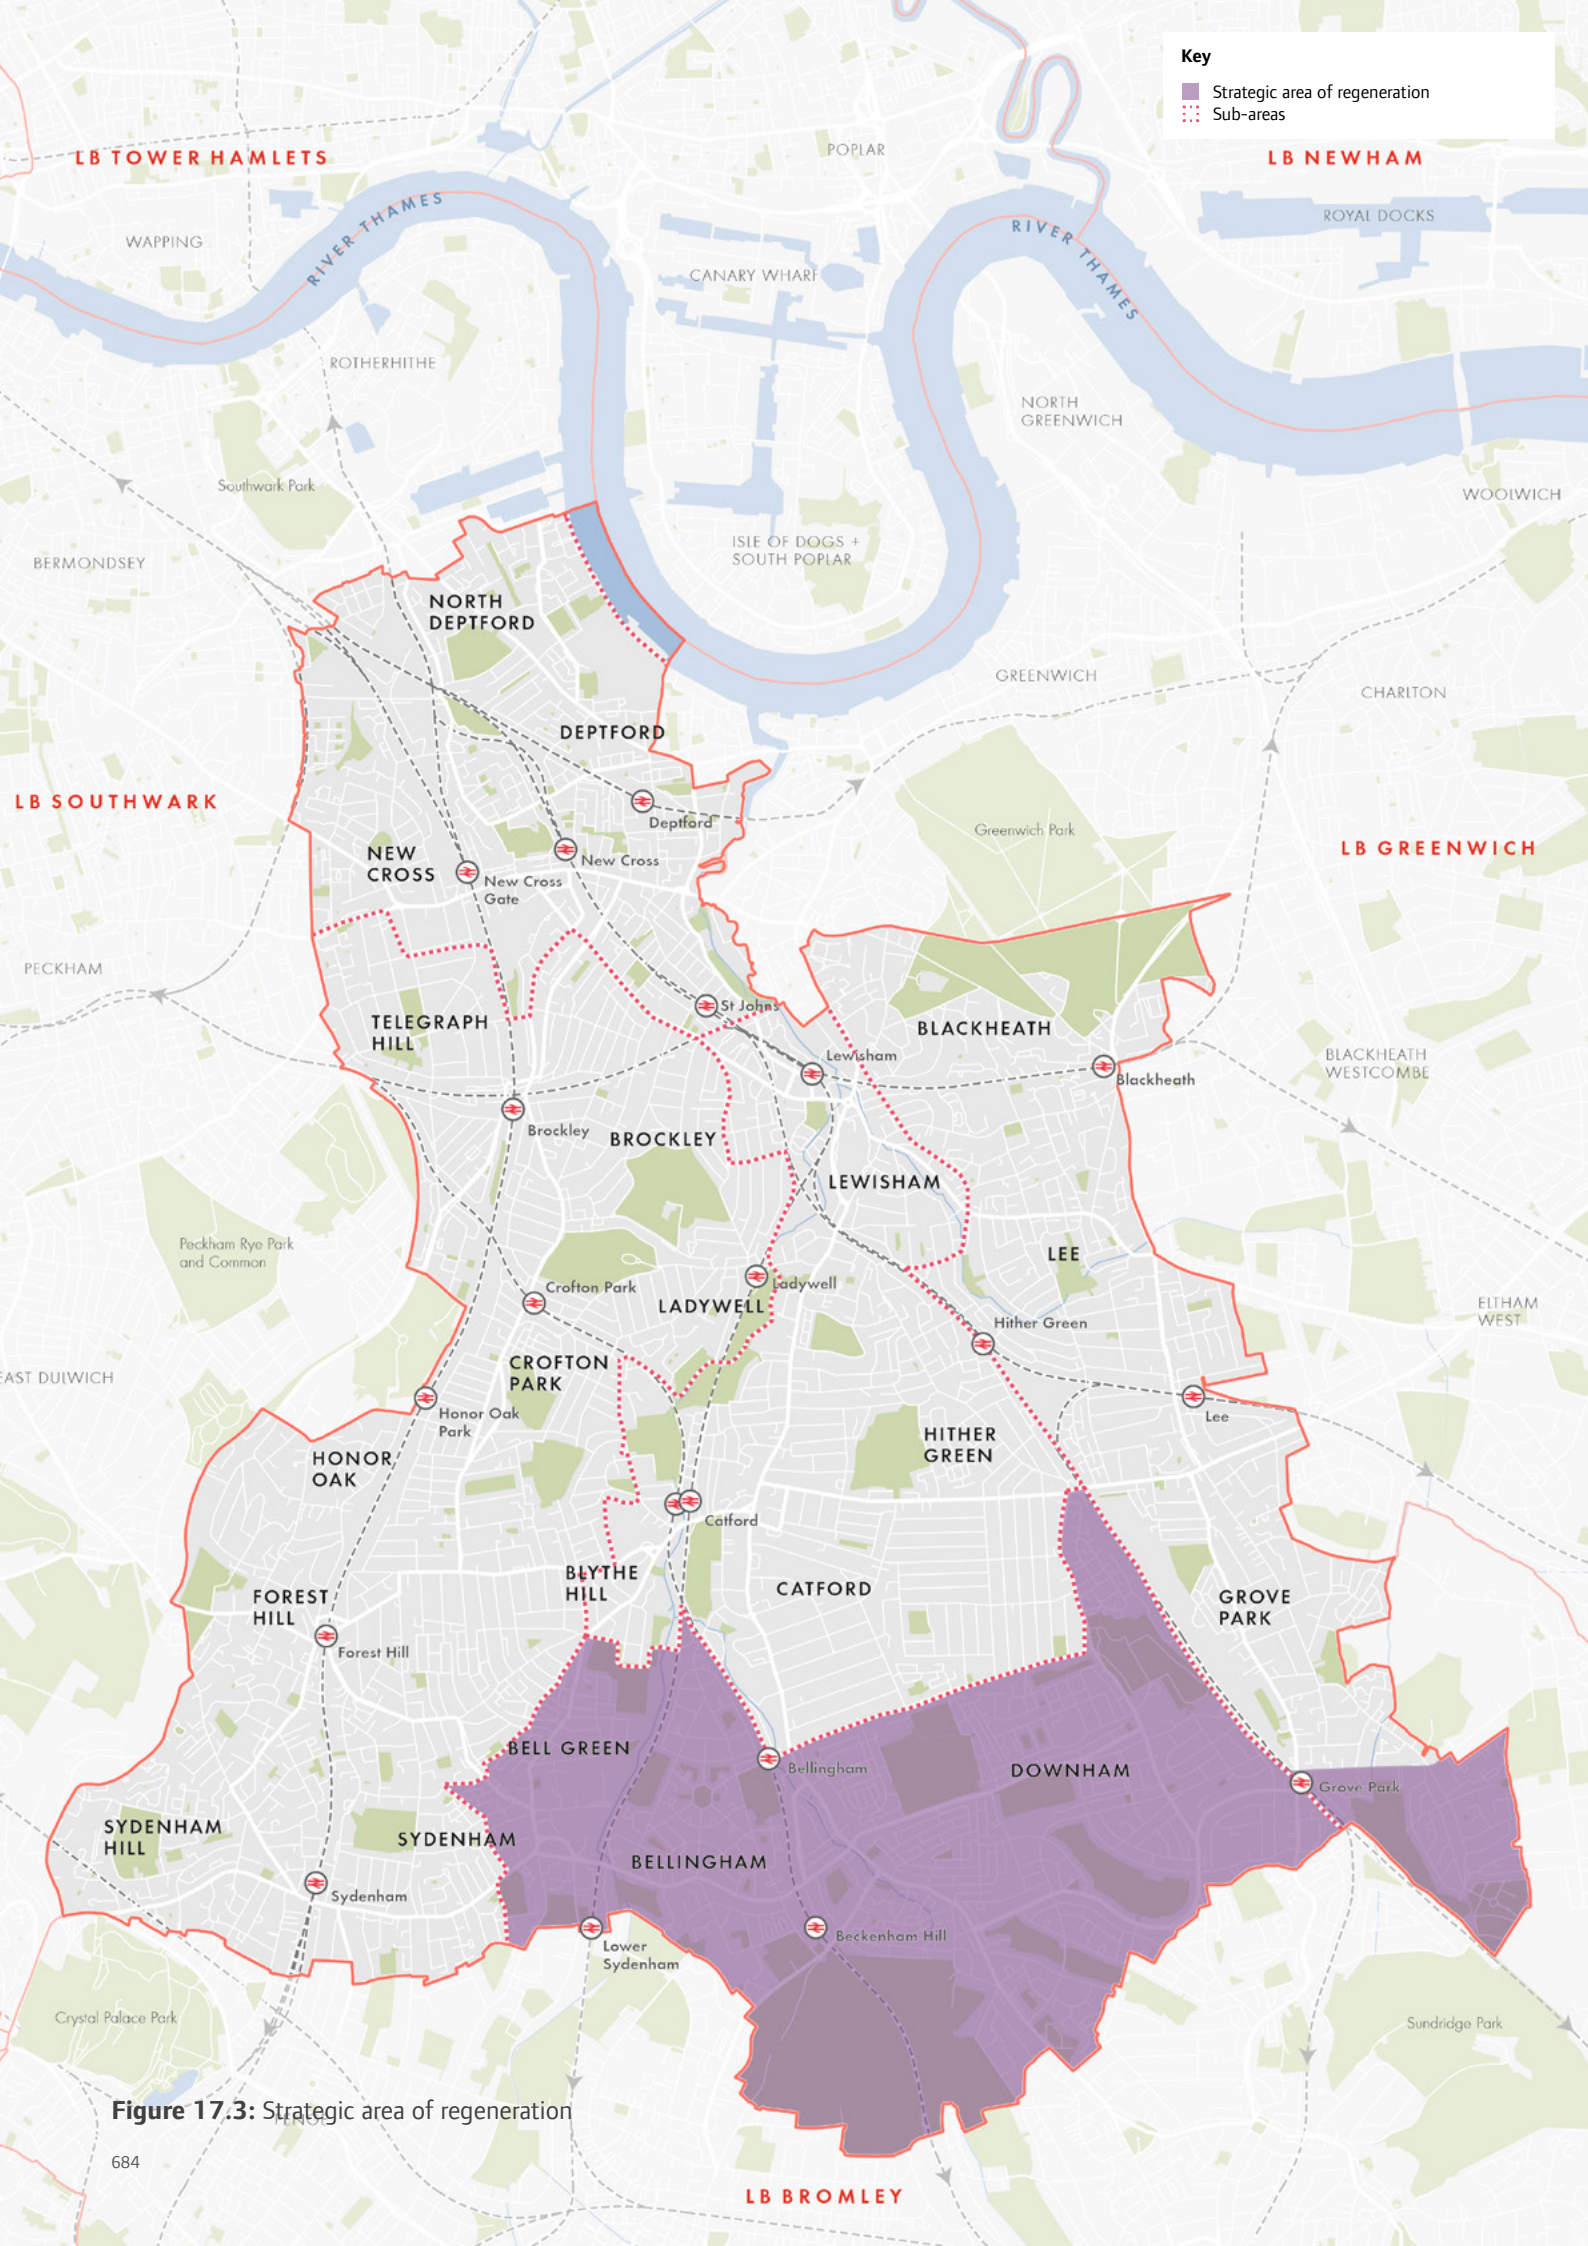 Key
Strategic area of regeneration
Sub-areas
LB TOWER HAMLETS
POPLAR
LB NEWHAM
ROYAL DOCKS
WAPPING
RIVER THAMES
RIVER THAMES
CANARY WHARF
ROTHERHITHE
NORTH
GREENWICH
Southwark Park
WOOLWICH
BERMONDSEY
ISLE OF DOGS +
SOUTH POPLAR
NORTH
DEPTFORD
GREENWICH
CHARLTON
DEPTFORD
LB SOUTHWARK
Deptford
Greenwich Park
LB GREENWICH
NEW
CROSS
New Cross
New Cross
Gate
PECKHAM
St Johns
TELEGRAPH
HILL
BLACKHEATH
Lewisham
BLACKHEATH
WESTCOMBE
Blackheath
Brockley
BROCKLEY
LEWISHAM
Peckham Rye Park
and Common
LEE
Crofton Park
Ladywell
LADYWELL
ELTHAM
WEST
Hither Green
EAST DULWICH
CROFTON
PARK
Honor Oak
Park
Lee
HONOR
OAK
HITHER
GREEN
Catford
BLYTHE
HILL
CATFORD
FOREST
HILL
GROVE
PARK
Forest Hill
BELL GREEN
Bellingham
DOWNHAM
Grove Park
SYDENHAM
HILL
SYDENHAM
BELLINGHAM
Sydenham
Beckenham Hill
Lower
Sydenham
Crystal Palace Park
Sundridge Park
Figure 17.3: Strategic area of regeneration
PENGE
684
LB BROMLEY